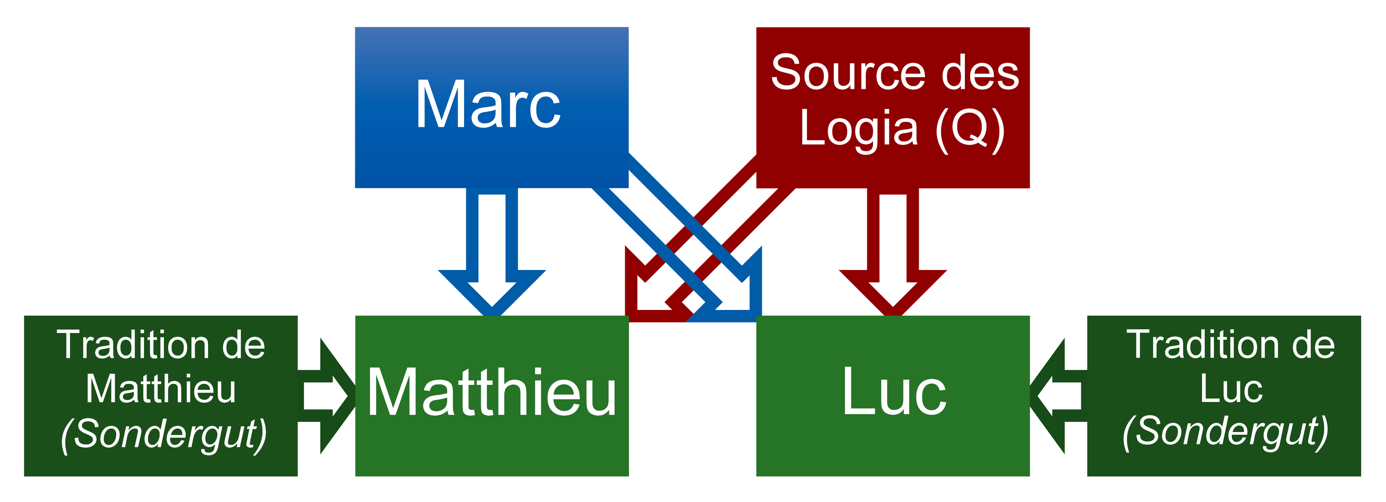 Marc
Source des
Logia (Q)
Tradition de
Matthieu
(Sondergut)
Matthieu
Luc
Tradition de
Luc
(Sondergut)